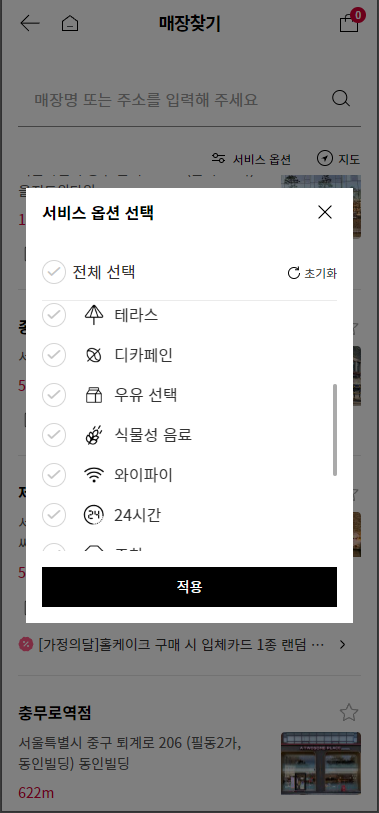 매장찾기
0
매장명 또는 주소를 입력해 주세요
서비스 옵션
지도
서비스 옵션 선택
전체 선택
초기화
테라스
디카페인
우유 선택
식물성 음료
와이파이
24 24시간
적용
[가정의달]홀케이크 구매 시 입체카드 1종 랜덤 …
충무로역점
서울특별시 중구 퇴계로 206 (필동2가,
동인빌딩) 동인빌딩
622m